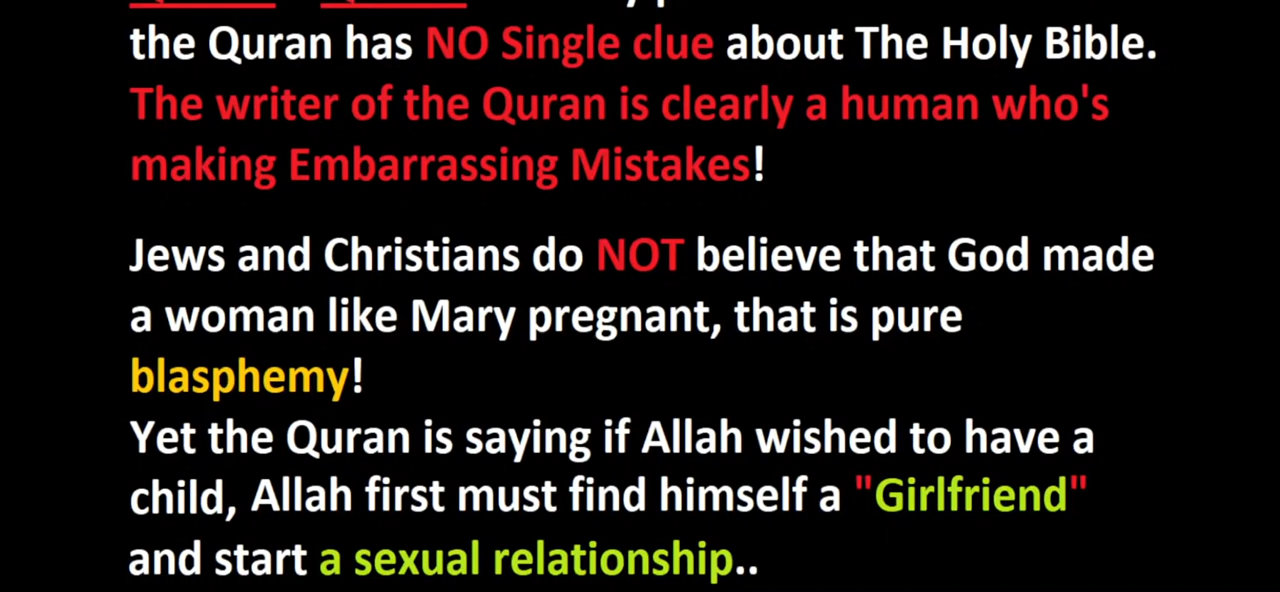 the Quran has NO Single clue about The Holy Bible.
The writer of the Quran is clearly a human who's
making Embarrassing Mistakes!
Jews and Christians do NOT believe that God made
a woman like Mary pregnant, that is pure
blasphemy!
Yet the Quran is saying if Allah wished to have a
child, Allah first must find himself a "Girlfriend"
and start a sexual relationship..